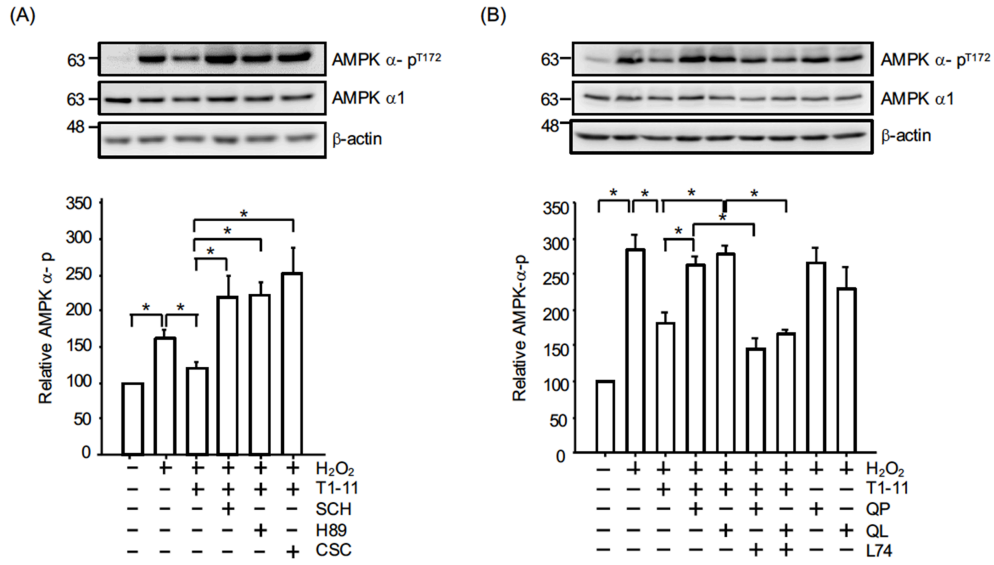 (A)
63 AMPK α- pT172
63 AMPK α1
48
β-actin
Relative AMPK α- p
350
300
250
200
150
100
50
0
* * * * *
− + + + + + H2O2
− − + + + + T1-11
− − − + − − SCH
− − − − + − H89
− − − − − + CSC
(B)
63 AMPK α- pT172
63 AMPK α1
48
β-actin
Relative AMPK-α-p
350
300
250
200
150
100
50
0
* * * * * *
− + + + + + + + + H2O2
− − + + + + + − − T1-11
− − − + − + − + − QP
− − − − + − + − + QL
− − − − − + + − − L74